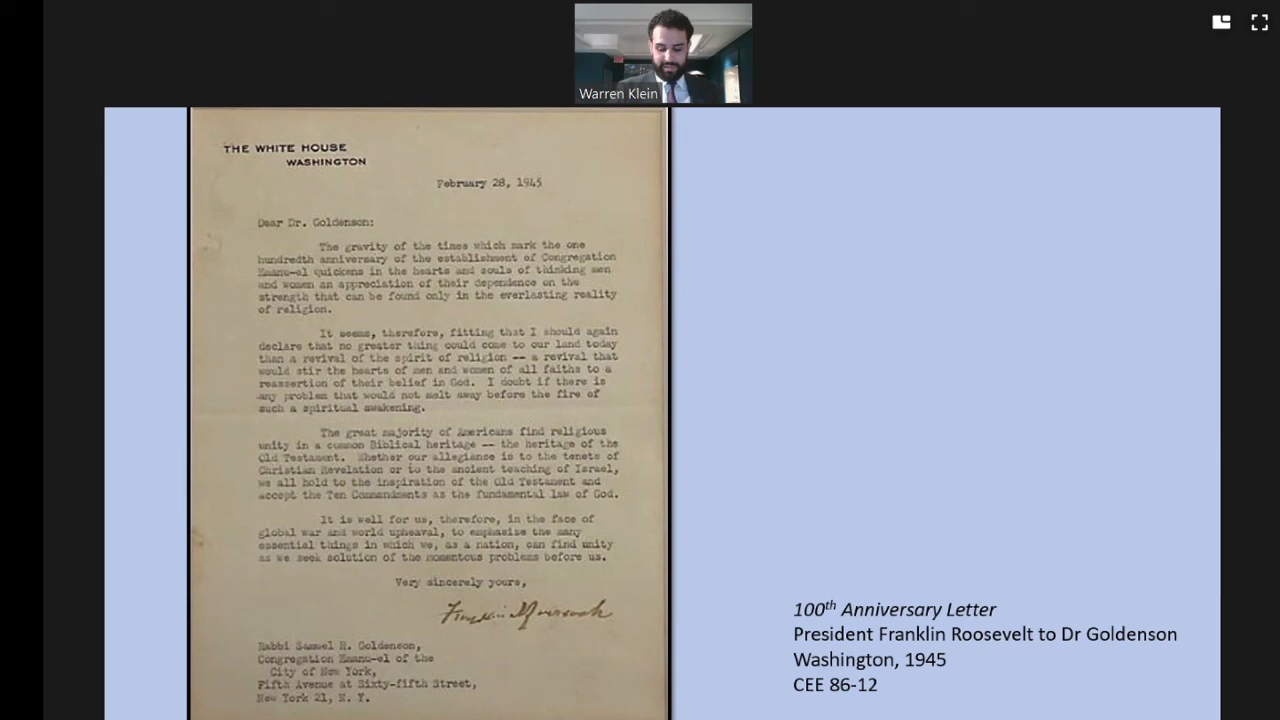 Warren Klein
THE WHITE HOUSE
WASHINGTON
February 28, 1945
Dear Dr. Goldenson:
The gravity of the times which mark the one
hundredth anniversary of the establishment of Congregation
Emanu-el quickens in the hearts and souls of thinking men
and women an appreciation of their dependence on the
strength that can be found only in the everlasting reality
of religion.
It seems, therefore, fitting that I should again
declare that no greater thing could come to our land today
than a revival of the spirit of religion -- a revival that
would stir the hearts of men and women of all faiths to a
reassertion of their belief in God. I doubt if there is
any problem that would not melt away before the fire of
such a spiritual awakening.
The great majority of Americans find religious
unity in a common Biblical heritage -- the heritage of the
Old Testament. Whether our allegiance is to the tenets of
Christian Revelation or to the ancient teaching of Israel,
we all hold to the inspiration of the Old Testament and
accept the Ten Commandments as the fundamental law of God.
It is well for us, therefore, in the face of
global war and world upheaval, to emphasize the many
essential things in which we, as a nation, can find unity
as we seek solution of the momentous problems before us.
Very sincerely yours,
Rabbi Samuel H. Goldenson,
Congregation Emanu-el of the
City of New York,
Fifth Avenue at Sixty-fifth Street,
New York 21, N. Y.
100th Anniversary Letter
President Franklin Roosevelt to Dr Goldenson
Washington, 1945
CEE 86-12